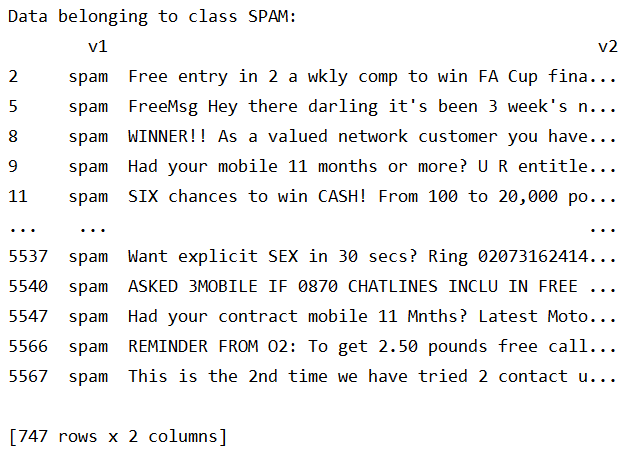 Data belonging to class SPAM:
v1 v2
2 spam Free entry in 2 a wkly comp to win FA Cup fina...
5 spam FreeMsg Hey there darling it's been 3 week's n...
8 spam WINNER!! As a valued network customer you have...
9 spam Had your mobile 11 months or more? U R entitle...
11 spam SIX chances to win CASH! From 100 to 20,000 po...
... ... ...
5537 spam Want explicit SEX in 30 secs? Ring 02073162414...
5540 spam ASKED 3MOBILE IF 0870 CHATLINES INCLU IN FREE ...
5547 spam Had your contract mobile 11 Mnths? Latest Moto...
5566 spam REMINDER FROM O2: To get 2.50 pounds free call...
5567 spam This is the 2nd time we have tried 2 contact u...
[747 rows x 2 columns]